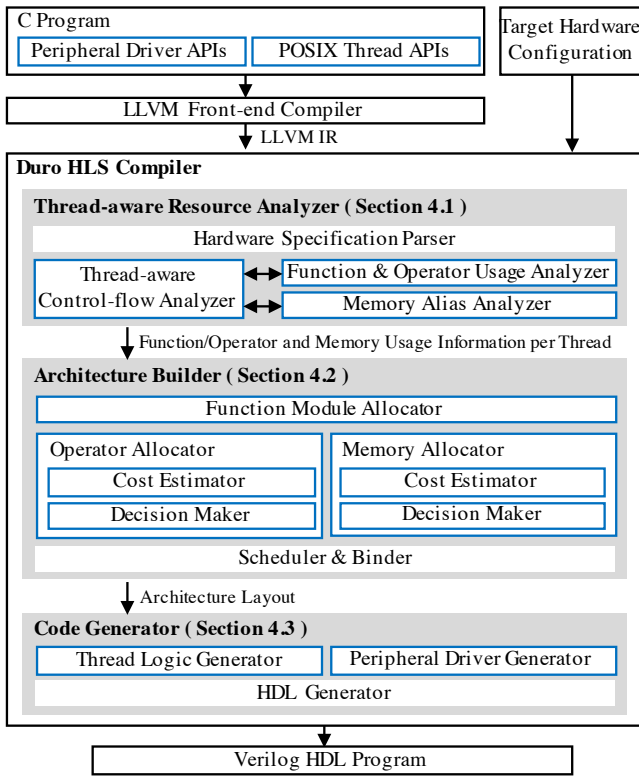 C Program
Peripheral Driver APIs
POSIX Thread APIs
Target Hardware
Configuration
LLVM Front-end Compiler
LLVM IR
Duro HLS Compiler
Thread-aware Resource Analyzer ( Section 4.1 )
Hardware Specification Parser
Thread-aware
Control-flow Analyzer
Function & Operator Usage Analyzer
Memory Alias Analyzer
Function/Operator and Memory Usage Information per Thread
Architecture Builder ( Section 4.2 )
Function Module Allocator
Operator Allocator
Cost Estimator
Decision Maker
Memory Allocator
Cost Estimator
Decision Maker
Scheduler & Binder
Architecture Layout
Code Generator ( Section 4.3 )
Thread Logic Generator
Peripheral Driver Generator
HDL Generator
Verilog HDL Program